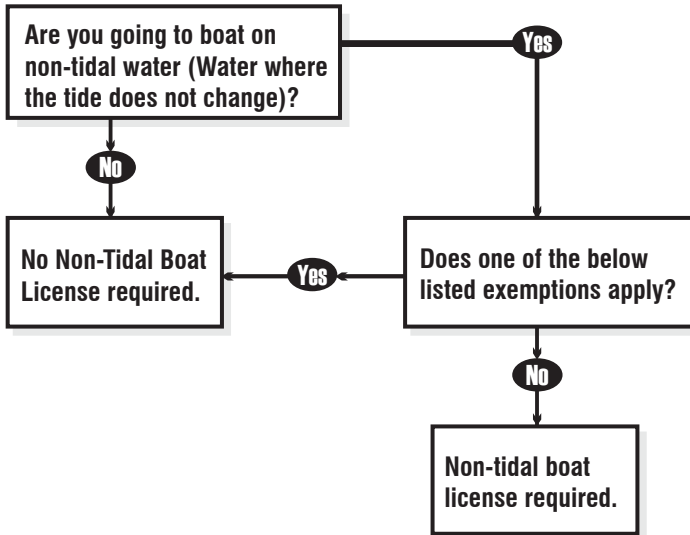 Are you going to boat on
non-tidal water (Water where
the tide does not change)?
Yes
No
No Non-Tidal Boat
License required.
Yes
Does one of the below
listed exemptions apply?
No
Non-tidal boat
license required.